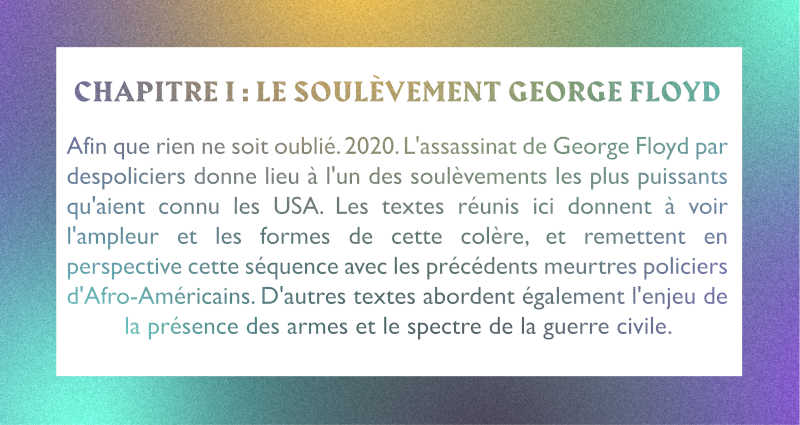 CHAPITRE I : LE SOULÈVEMENT GEORGE FLOYD
Afin que rien ne soit oublié. 2020. L'assassinat de George Floyd par
despoliciers donne lieu à l'un des soulèvements les plus puissants
qu'aient connu les USA. Les textes réunis ici donnent à voir
l'ampleur et les formes de cette colère, et remettent en
perspective cette séquence avec les précédents meurtres policiers
d'Afro-Américains. D'autres textes abordent également l'enjeu de
la présence des armes et le spectre de la guerre civile.